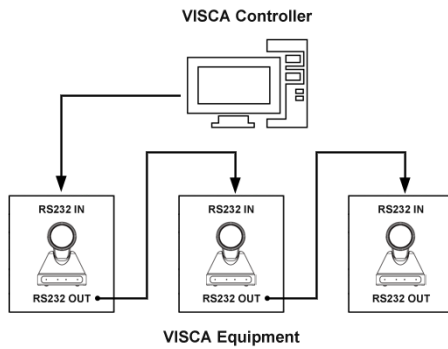 VISCA Controller
RS232 IN
RS232 IN
RS232 IN
RS232 OUT
RS232 OUT
RS232 OUT
VISCA Equipment